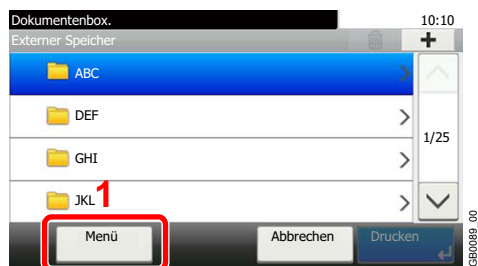 Dokumentenbox. 10:10
Externer Speicher +
ABC
DEF
1/25
GHI
JKL
1
Menü Abbrechen Drucken
GB0089_00